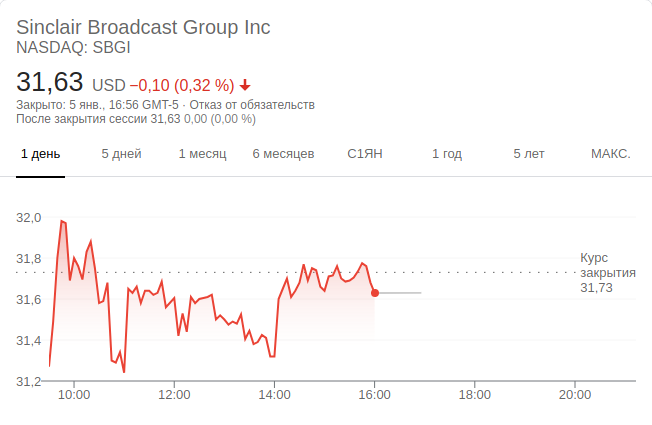 Sinclair Broadcast Group Inc
NASDAQ: SBGI
31,63 USD −0,10 (0,32 %)
Закрыто: 5 янв., 16:56 GMT-5 · Отказ от обязательств
После закрытия сессии 31,63 0,00 (0,00 %)
1 день 5 дней 1 месяц 6 месяцев С1ЯН 1 год 5 лет МАКС.
32,0
31,8
31,6
31,4
31,2
Курс
закрытия
31,73
10:00 12:00 14:00 16:00 18:00 20:00